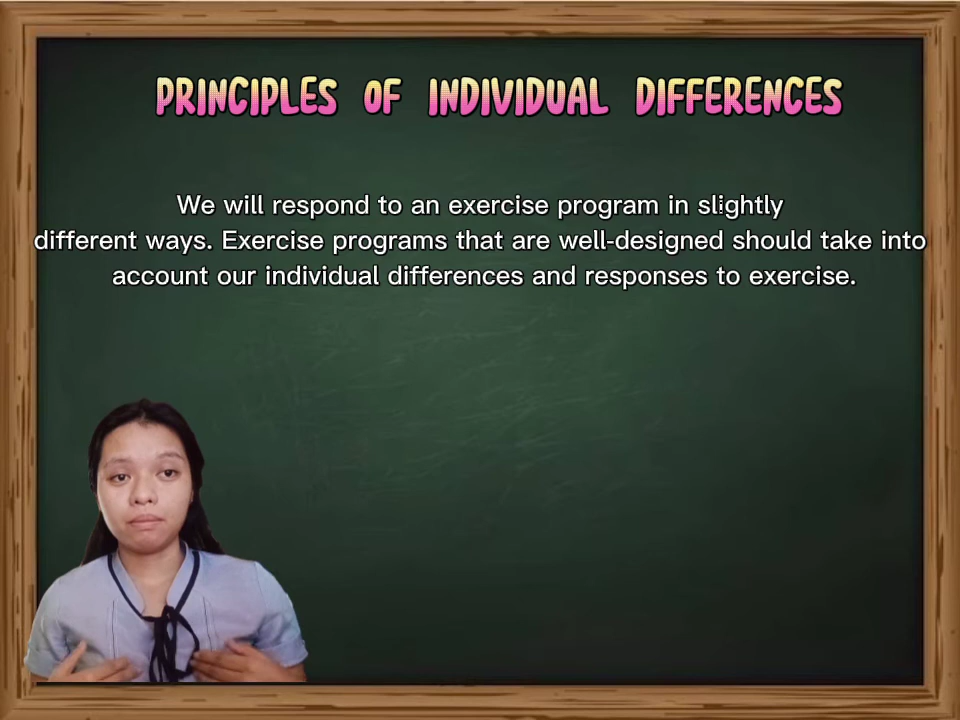 PRINCIPLES OF INDIVIDUAL DIFFERENCES
We will respond to an exercise program in slightly
different ways. Exercise programs that are well-designed should take into
account our individual differences and responses to exercise.